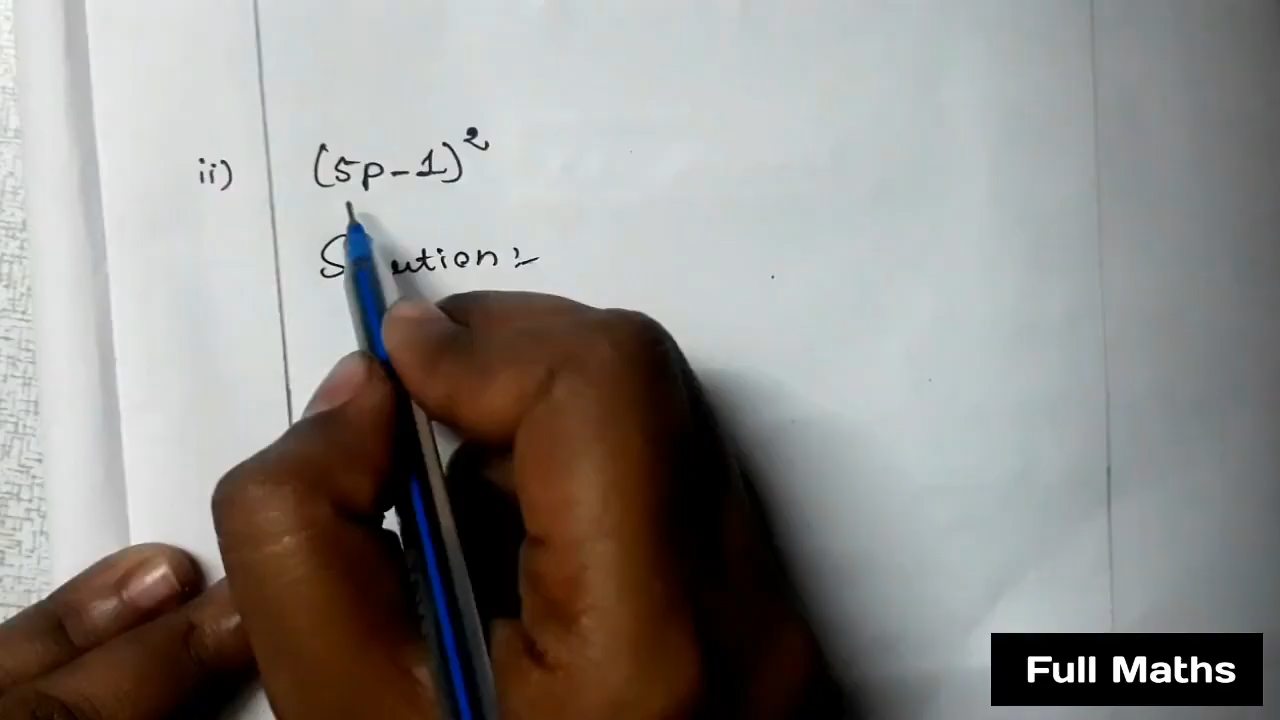 ii) (5p-1)²
S ution :-
Full Maths